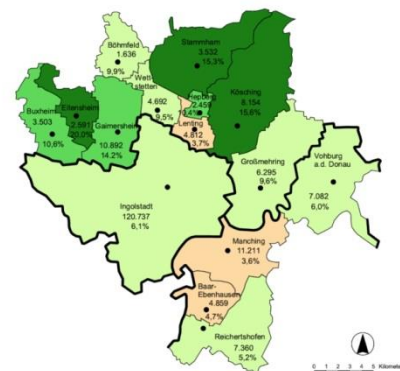 Böhmfeld
1.636
9,9%
Stammham
3.532
15,3%
Wett-
stetten
4.692
9,5%
Hepberg
2.459
Kösching
8.154
15,6%
Lenting
4.812
3,7%
Buxheim
3.503
10,6%
Eitensheim
2.591
20,0%
Gaimersheim
10.892
14,2%
Großmehring
6.295
9,6%
Vohburg
a.d. Donau
7.082
6,0%
Ingolstadt
120.737
6,1%
Manching
11.211
3,6%
Baar-
Ebenhausen
4.859
4,7%
Reichertshofen
7.360
5,2%
0 1 2 3 4 5 Kilometer